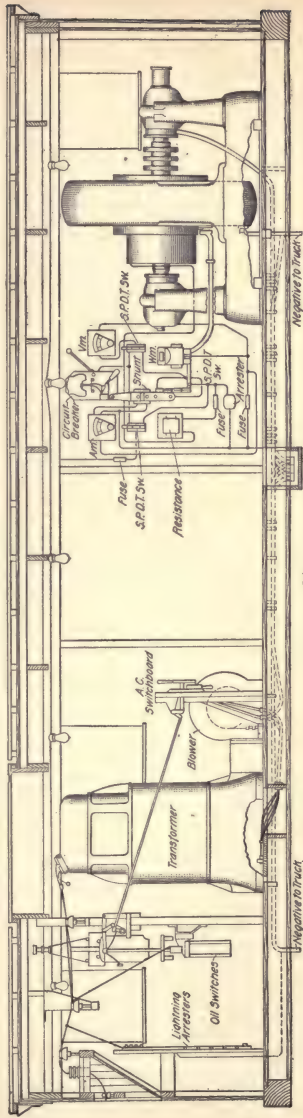 Lightning
Arresters
Oil Switches
Negative to Truck
Transformer
Blower
A.C.
Switchboard
Fuse
S.P.D.T. Sw.
Resistance
Am.
Circuit
Breaker
Vm.
S.P.D.T. Sw.
Shunt
Wm.
S.P.D.T
Sw.
Fuse
Arrester
Fuse
Negative to Truck